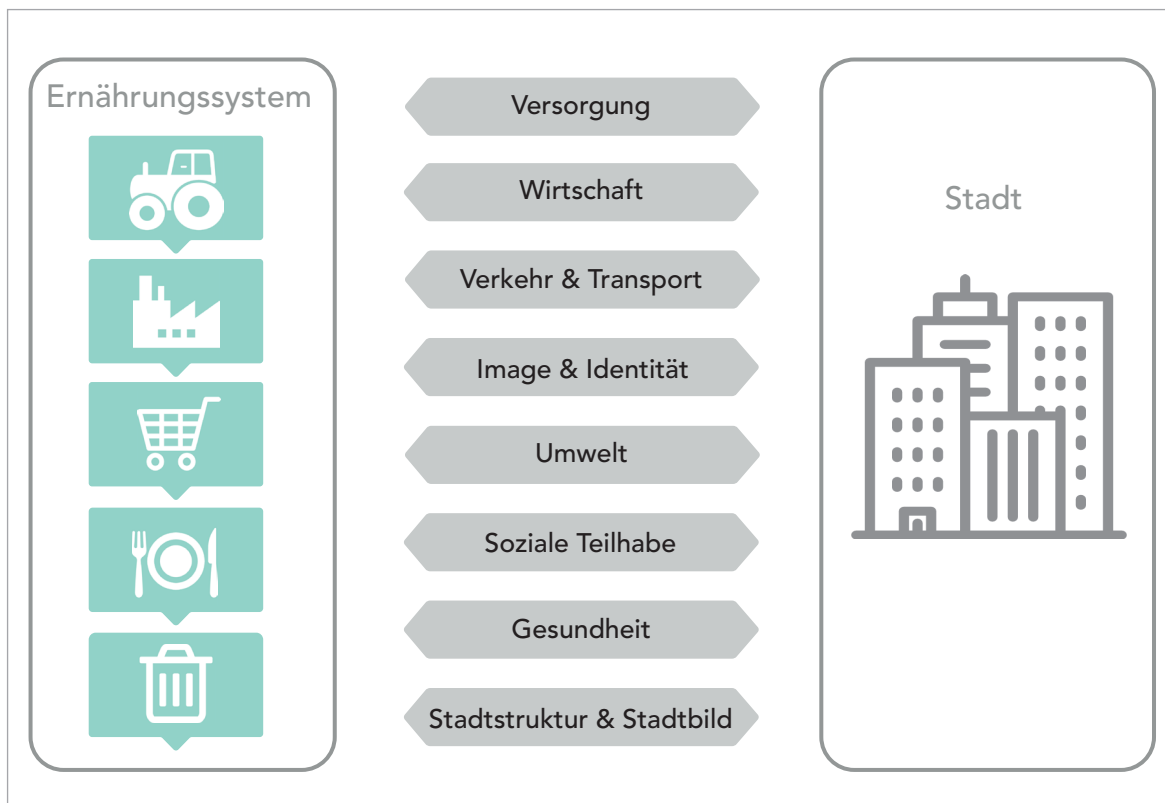 Ernährungssystem
Versorgung
Wirtschaft
Verkehr & Transport
Image & Identität
Umwelt
Soziale Teilhabe
Gesundheit
Stadtstruktur & Stadtbild
Stadt